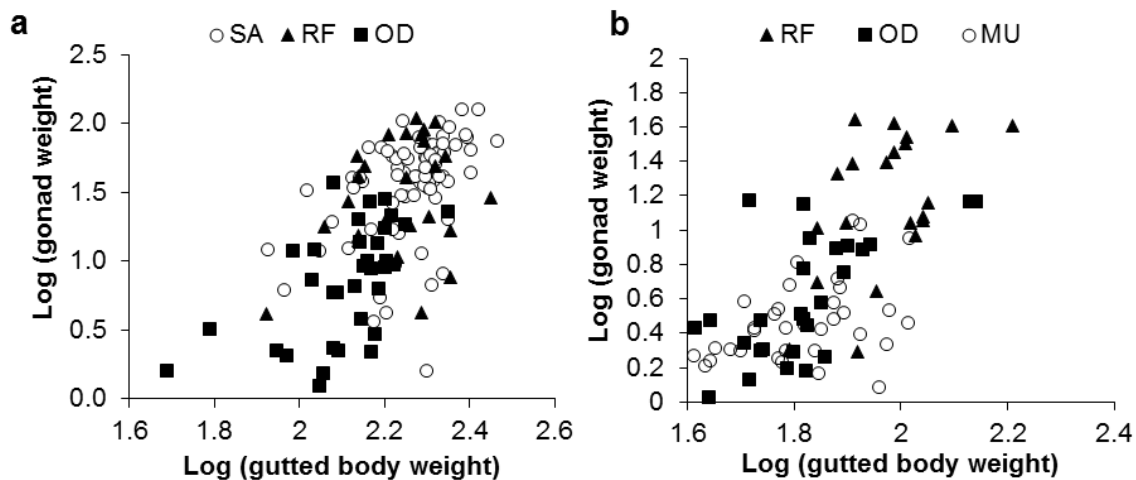 a
SA RF OD
2.5
2.0
1.5
1.0
0.5
0.0
1.6 1.8 2.0 2.2 2.4 2.6
Log (gonad weight)
Log (gutted body weight)
b
RF OD MU
2
1.8
1.6
1.4
1.2
1
0.8
0.6
0.4
0.2
0
1.6 1.8 2 2.2 2.4
Log (gonad weight)
Log (gutted body weight)